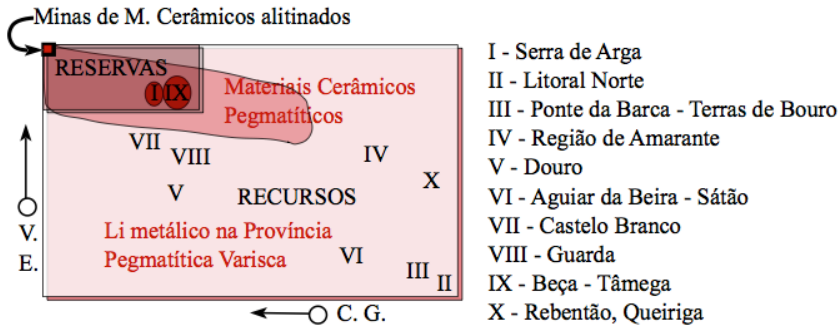 Minas de M. Cerâmicos alitinados
RESERVAS
I IX
Materiais Cerâmicos
Pegmatíticos
VII
VIII
IV
V
RECURSOS
X
Li metálico na Província
Pegmatítica Varisca
VI
III
II
V.
E.
C. G.
I - Serra de Arga
II - Litoral Norte
III - Ponte da Barca - Terras de Bouro
IV - Região de Amarante
V - Douro
VI - Aguiar da Beira - Sátão
VII - Castelo Branco
VIII - Guarda
IX - Beça - Tâmega
X - Rebentão, Queiriga